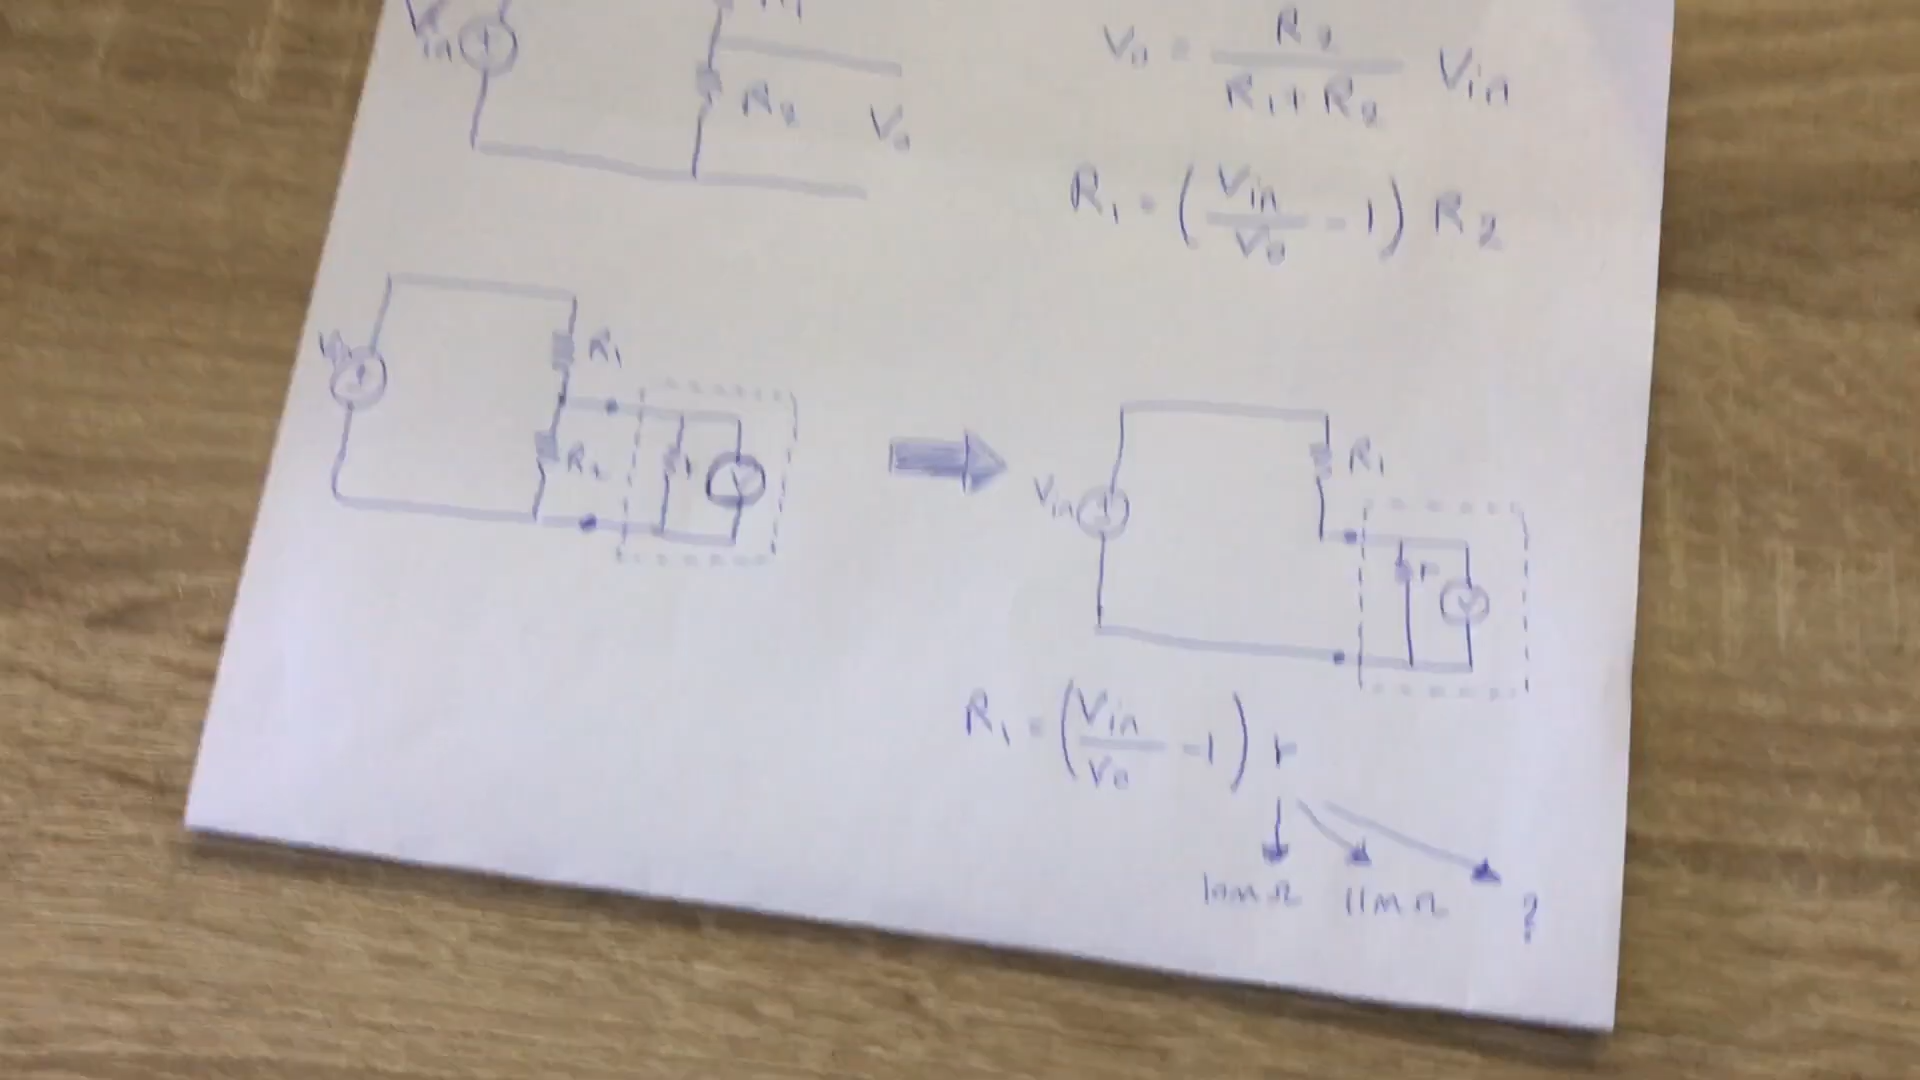 Vin
R2
Vo
Vo = R2 / R1 + R2 Vin
R1 = ( Vin / Vo - 1 ) R2
R1
R2
r
V
Vin
R1
r
V
R1 = ( Vin / Vo - 1 ) r
10MΩ 11MΩ ?